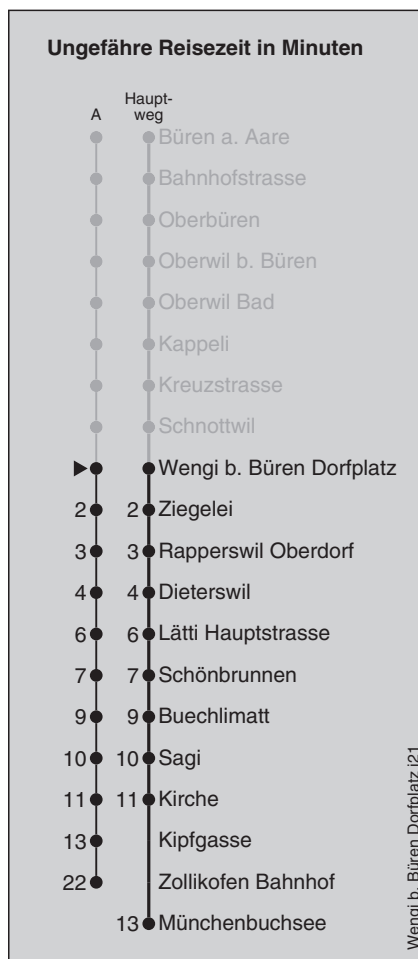 Ungefähre Reisezeit in Minuten
A Haupt-
weg
Büren a. Aare
Bahnhofstrasse
Oberbüren
Oberwil b. Büren
Oberwil Bad
Kappeli
Kreuzstrasse
Schnottwil
Wengi b. Büren Dorfplatz
2 2 Ziegelei
3 3 Rapperswil Oberdorf
4 4 Dieterswil
6 6 Lätti Hauptstrasse
7 7 Schönbrunnen
9 9 Buechlimatt
10 10 Sagi
11 11 Kirche
13 Kipfgasse
22 Zollikofen Bahnhof
13 Münchenbuchsee
Wengi b. Büren Dorfplatz j21